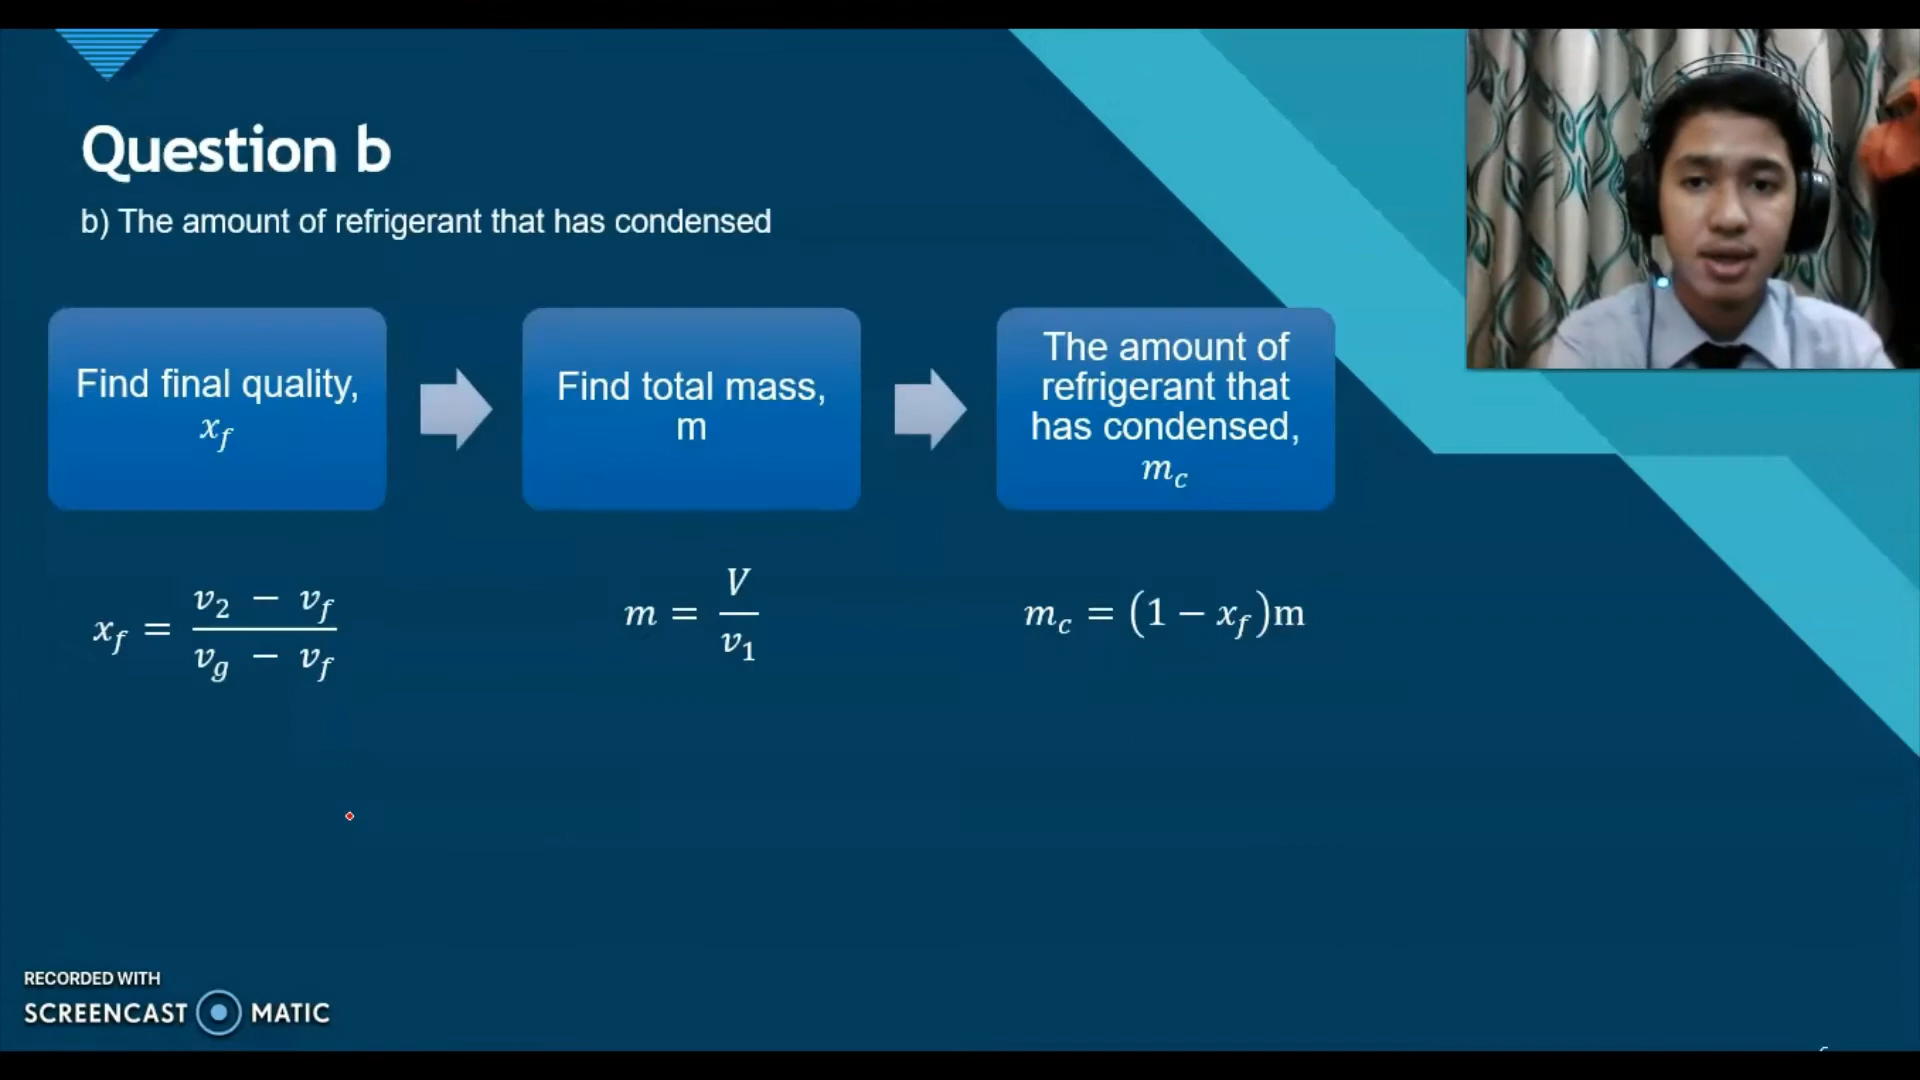 Question b
b) The amount of refrigerant that has condensed
Find final quality,
x_f
Find total mass,
m
The amount of
refrigerant that
has condensed,
m_c
x_f = (v_2 − v_f) / (v_g − v_f)
m = V / v_1
m_c = (1 − x_f)m
RECORDED WITH
SCREENCAST MATIC